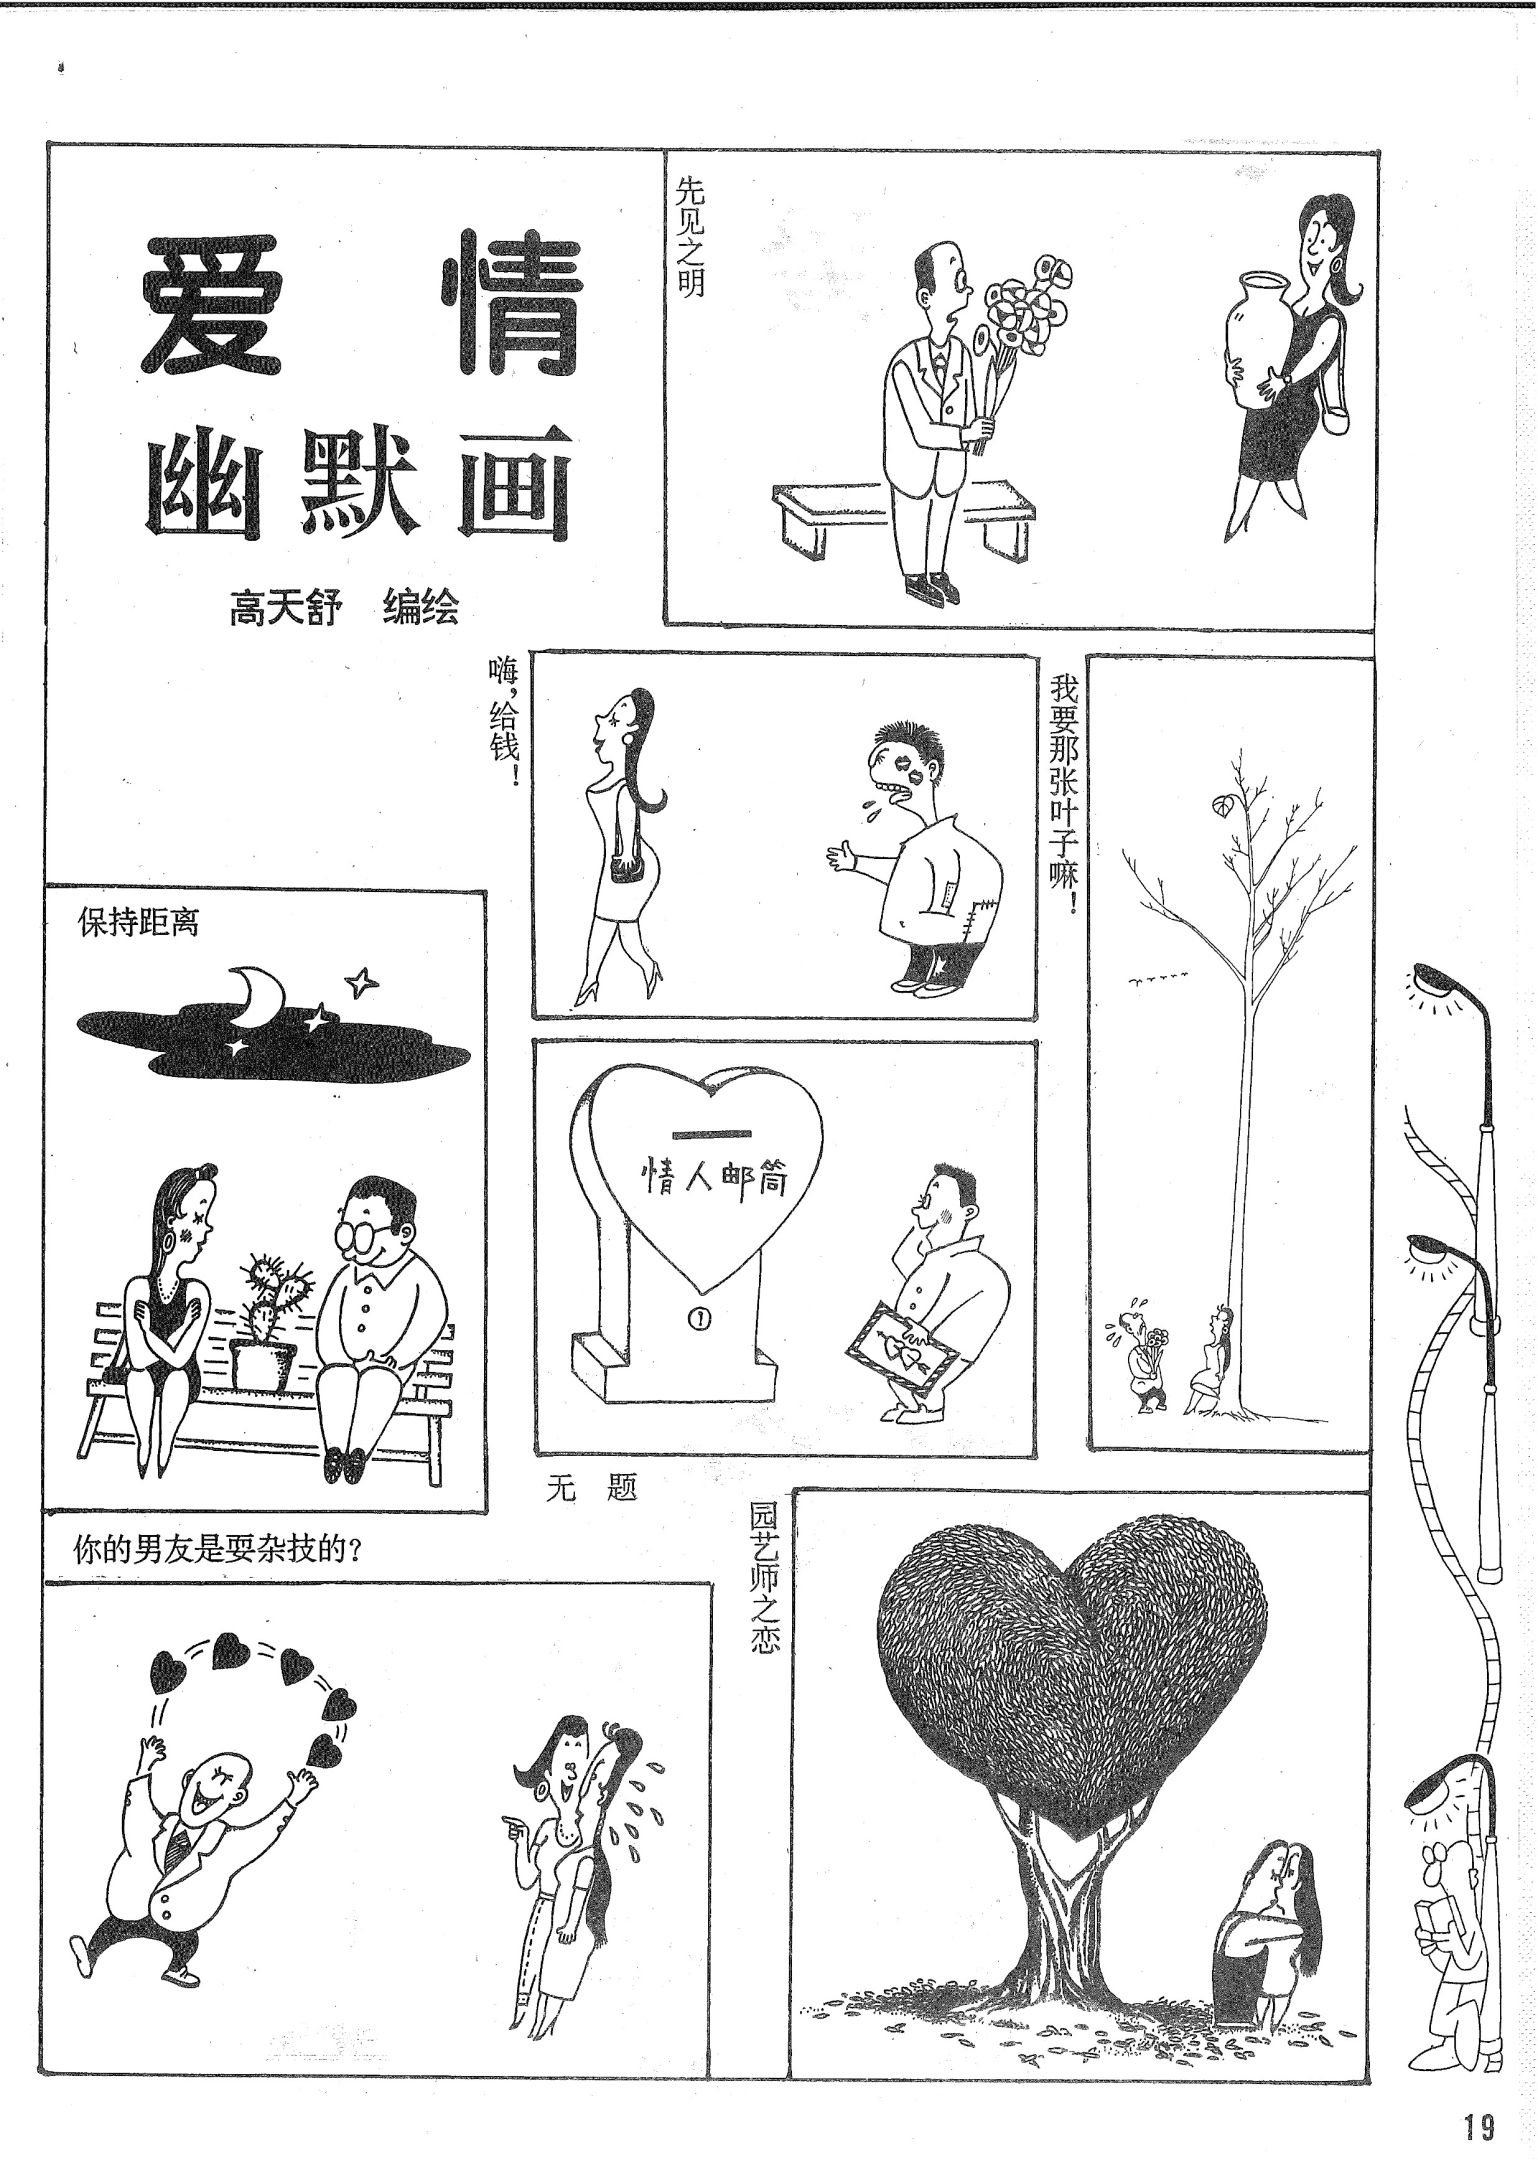 爱情
幽默画
高天舒 编绘
先见之明
嗨，给钱！
我要那张叶子嘛！
保持距离
情人邮筒
①
无题
你的男友是耍杂技的？
园艺师之恋
19